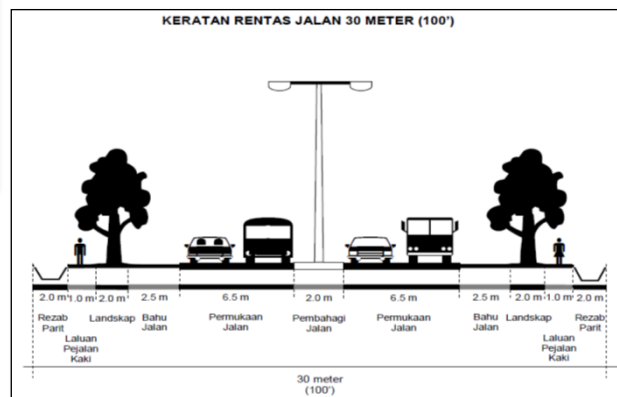 KERATAN RENTAS JALAN 30 METER (100')
2.0 m 1.0 m 2.0 m 2.5 m 6.5 m 2.0 m 6.5 m 2.5 m 2.0 m 1.0 m 2.0 m
Rezab Parit
Laluan Pejalan Kaki
Landskap
Bahu Jalan
Permukaan Jalan
Pembahagi Jalan
Permukaan Jalan
Bahu Jalan
Landskap
Laluan Pejalan Kaki
Rezab Parit
30 meter
(100')